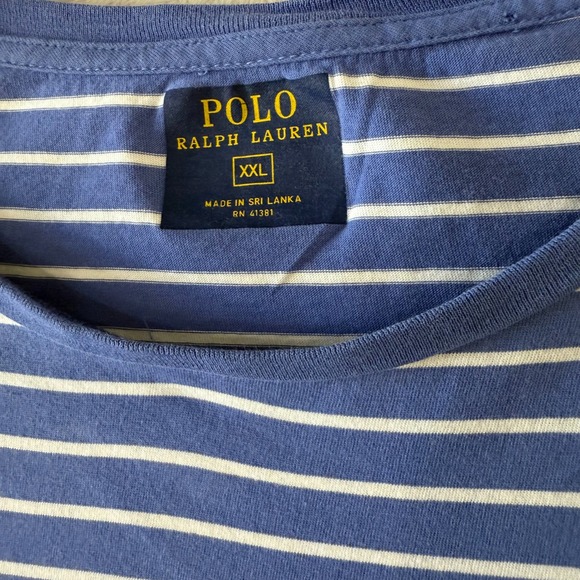 POLO
RALPH LAUREN
XXL
MADE IN SRI LANKA
RN 41381